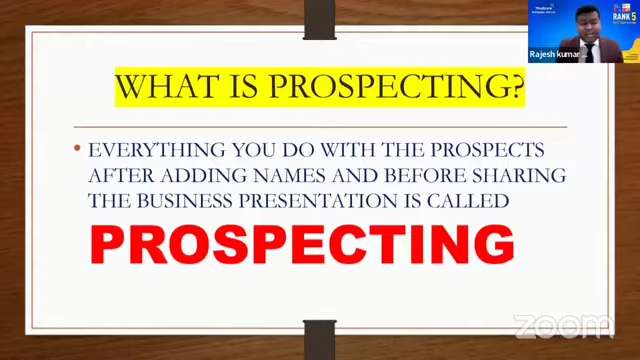 WHAT IS PROSPECTING?
• EVERYTHING YOU DO WITH THE PROSPECTS
AFTER ADDING NAMES AND BEFORE SHARING
THE BUSINESS PRESENTATION IS CALLED
PROSPECTING
RANK 5
Rajesh kumar
zoom